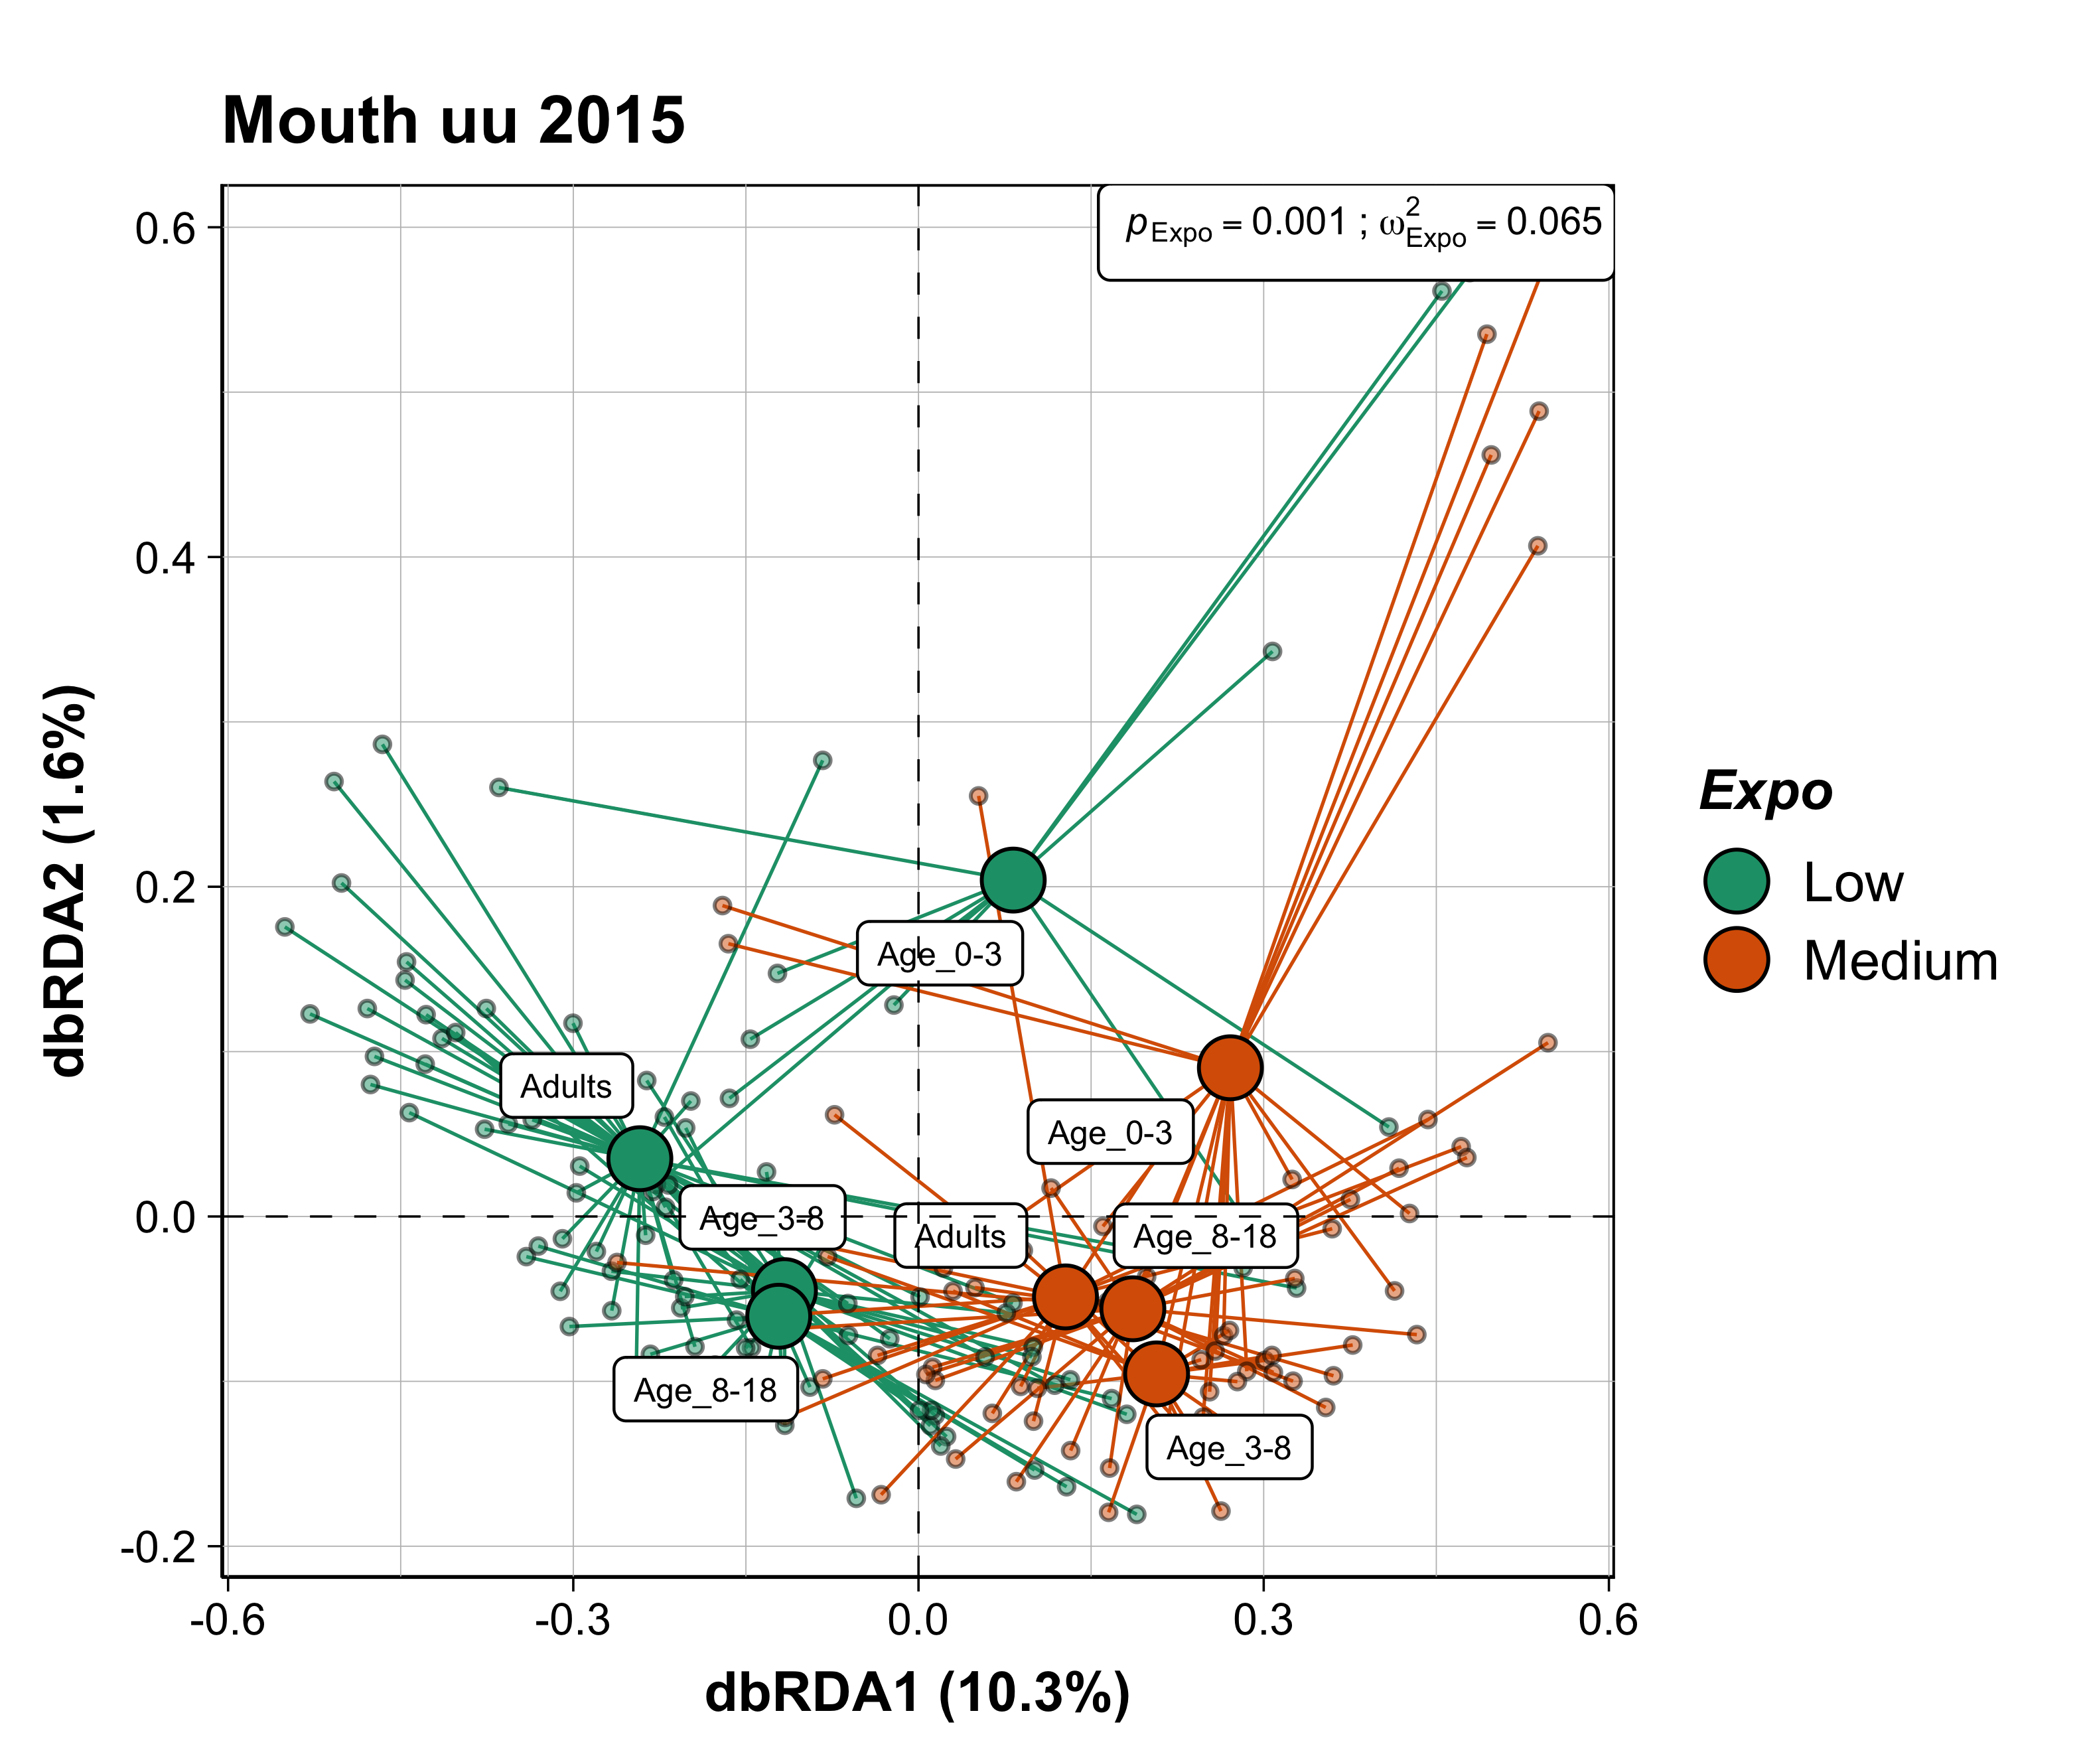 Mouth uu 2015
p Expo = 0.001 ; ω²Expo = 0.065
0.6
0.4
0.2
0.0
-0.2
dbRDA2 (1.6%)
Age_0-3
Adults
Age_0-3
Age_3-8
Adults
Age_8-18
Age_8-18
Age_3-8
-0.6
-0.3
0.0
0.3
0.6
dbRDA1 (10.3%)
Expo
Low
Medium